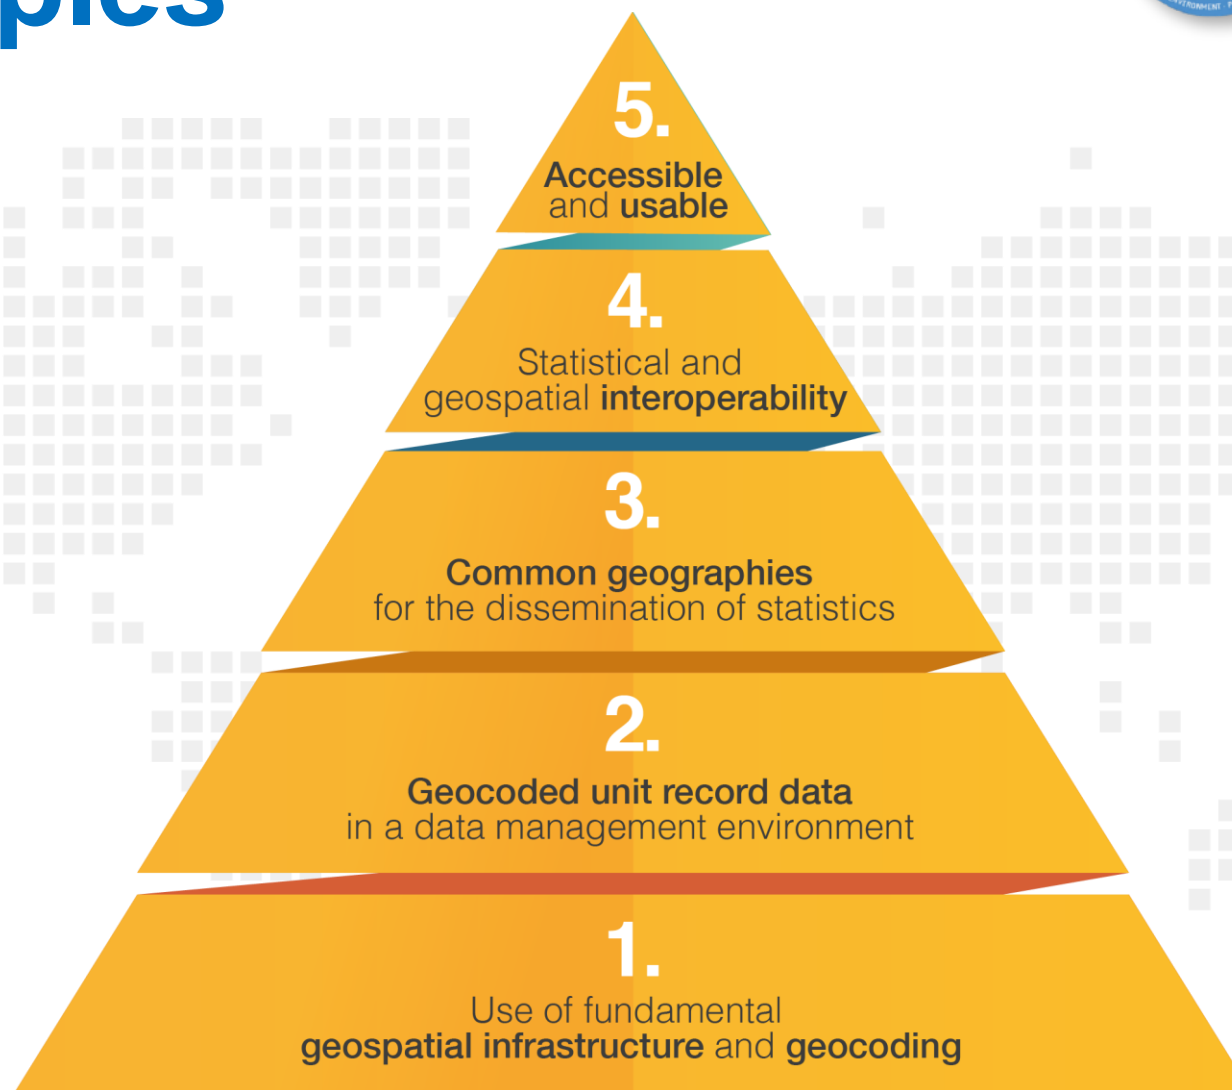 5.
Accessible
and usable
4.
Statistical and
geospatial interoperability
3.
Common geographies
for the dissemination of statistics
2.
Geocoded unit record data
in a data management environment
1.
Use of fundamental
geospatial infrastructure and geocoding